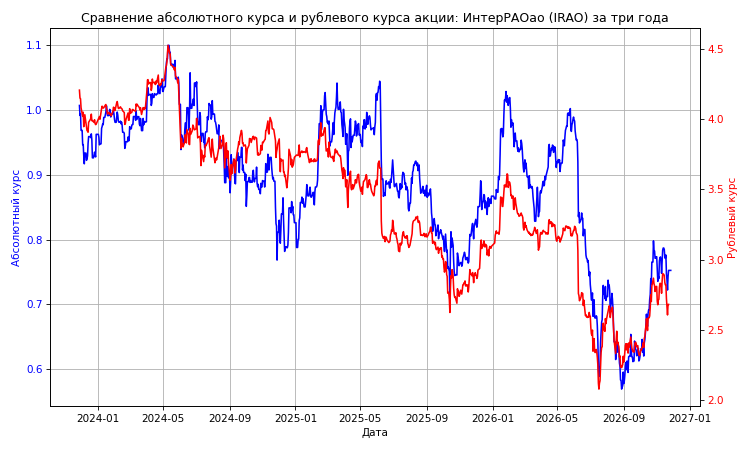 Сравнение абсолютного курса и рублевого курса акции: ИнтерРАОао (IRAO) за три года
1.1
1.0
0.9
0.8
0.7
0.6
Абсолютный курс
4.5
4.0
3.5
3.0
2.5
2.0
Рублевый курс
2024-01 2024-05 2024-09 2025-01 2025-05 2025-09 2026-01 2026-05 2026-09 2027-01
Дата